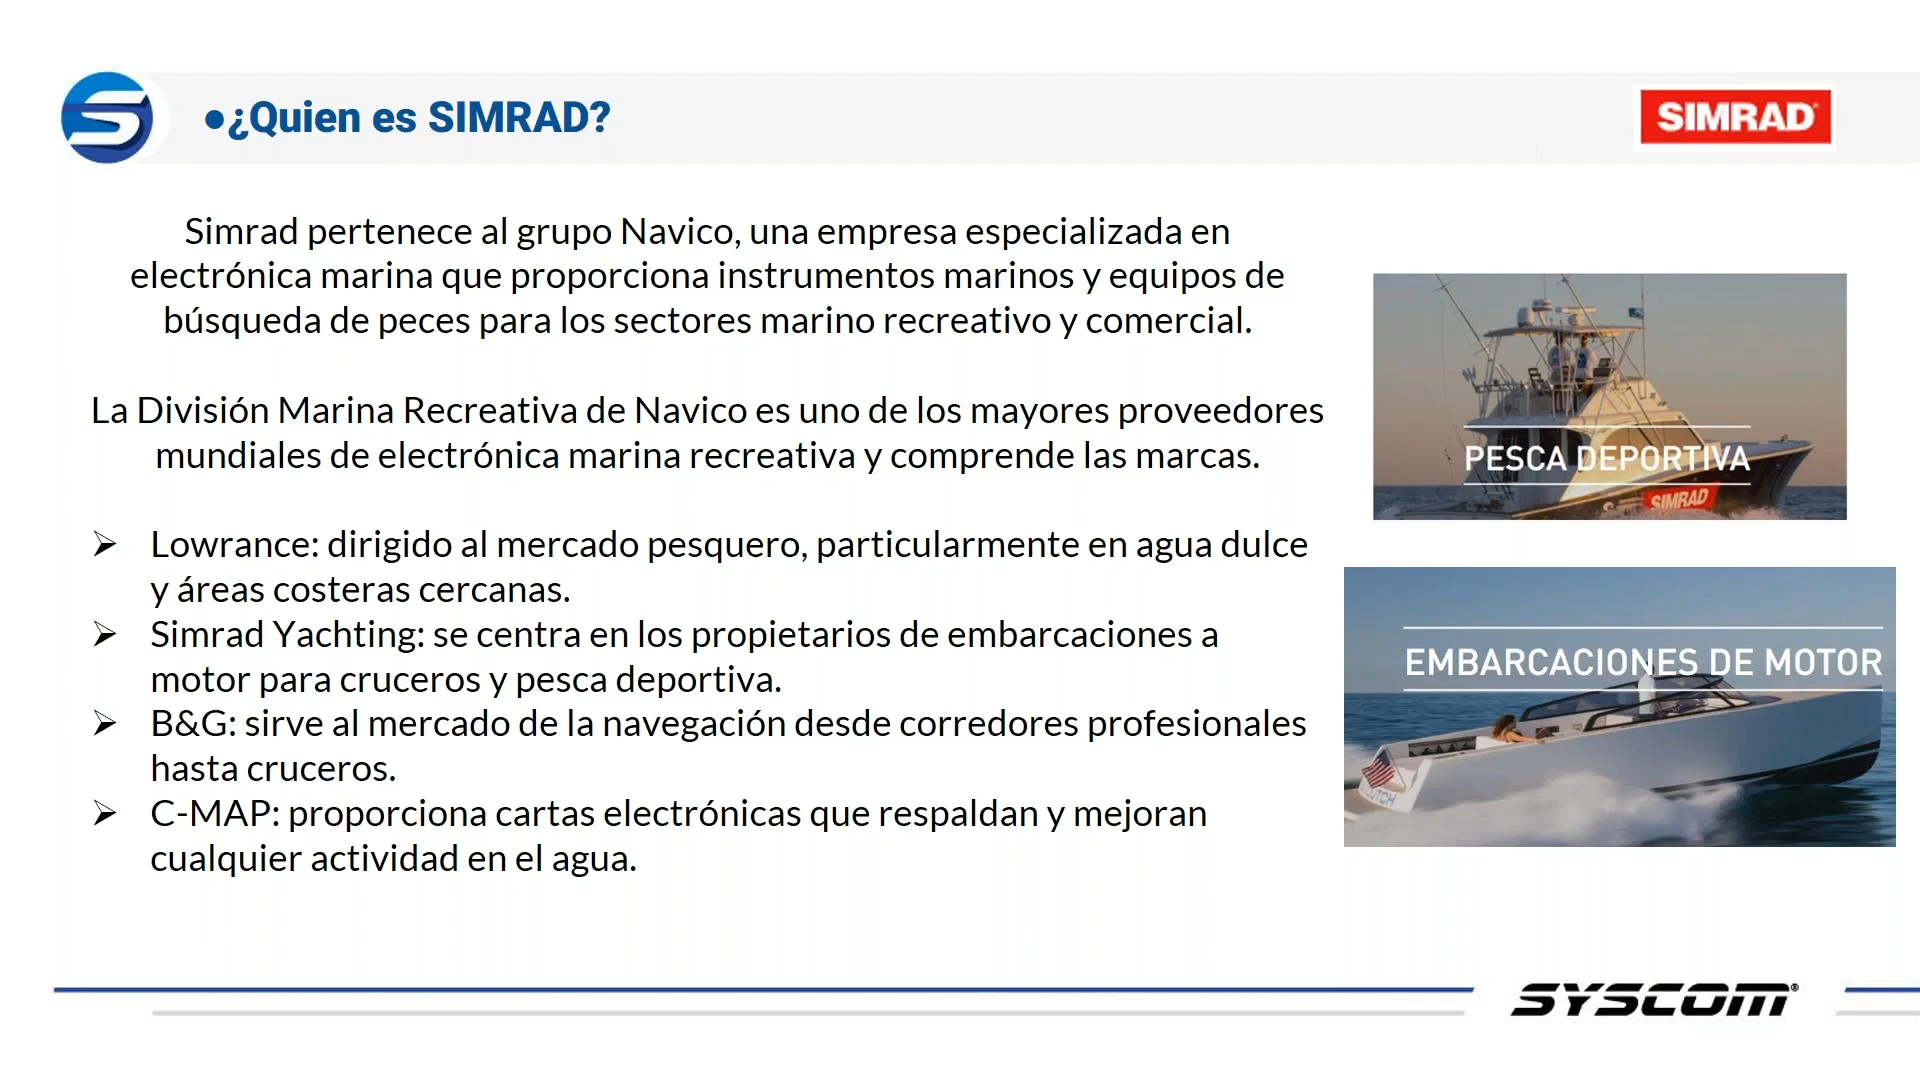 ●¿Quien es SIMRAD?
SIMRAD
Simrad pertenece al grupo Navico, una empresa especializada en
electrónica marina que proporciona instrumentos marinos y equipos de
búsqueda de peces para los sectores marino recreativo y comercial.
La División Marina Recreativa de Navico es uno de los mayores proveedores
mundiales de electrónica marina recreativa y comprende las marcas.
➢ Lowrance: dirigido al mercado pesquero, particularmente en agua dulce
y áreas costeras cercanas.
➢ Simrad Yachting: se centra en los propietarios de embarcaciones a
motor para cruceros y pesca deportiva.
➢ B&G: sirve al mercado de la navegación desde corredores profesionales
hasta cruceros.
➢ C-MAP: proporciona cartas electrónicas que respaldan y mejoran
cualquier actividad en el agua.
PESCA DEPORTIVA
SIMRAD
EMBARCACIONES DE MOTOR
SYSCOM®